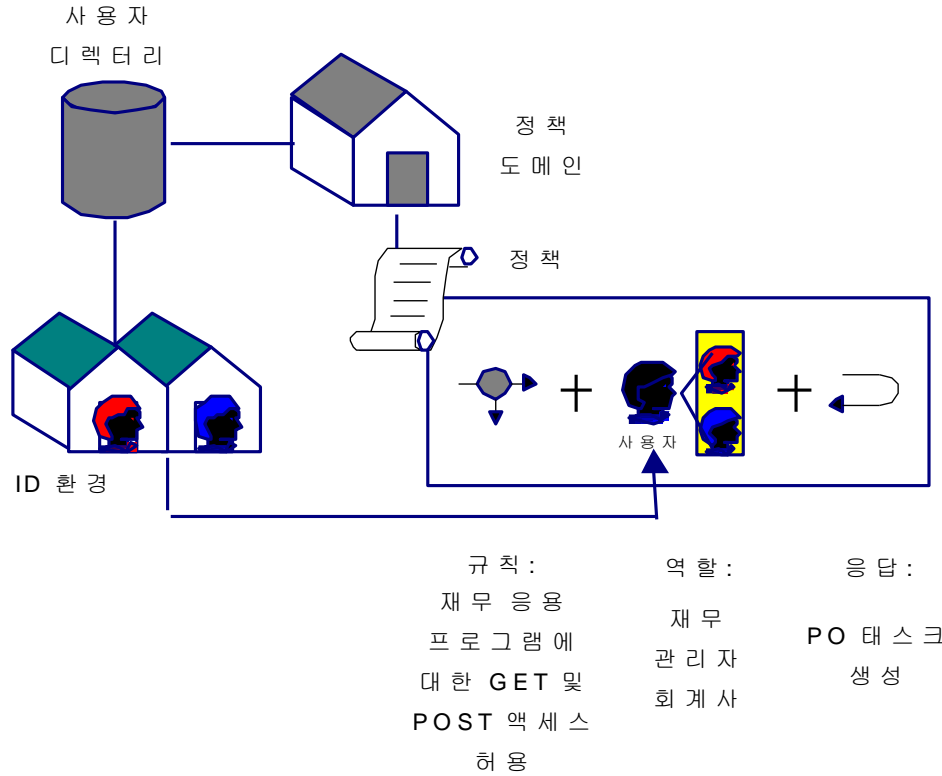 사용자
디렉터리
정책
도메인
정책
사용자
ID 환경
규칙:
재무 응용
프로그램에
대한 GET 및
POST 액세스
허용
역할:
재무
관리자
회계사
응답:
PO 태스크
생성